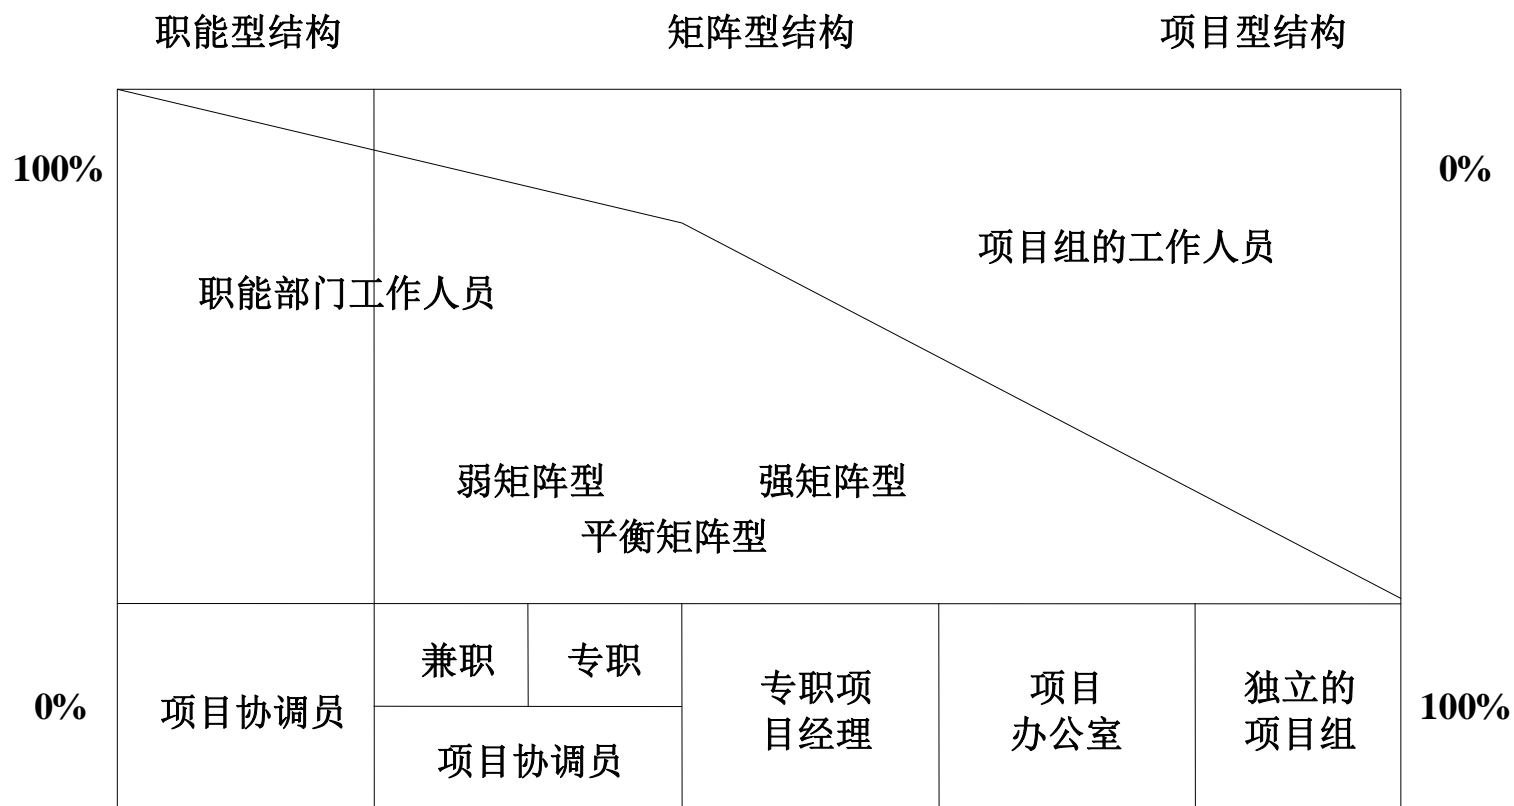 职能型结构 矩阵型结构 项目型结构
100% 0%
项目组的工作人员
职能部门工作人员
弱矩阵型 强矩阵型
平衡矩阵型
兼职 专职
0% 项目协调员 专职项 项目 独立的 100%
目经理 办公室 项目组
项目协调员